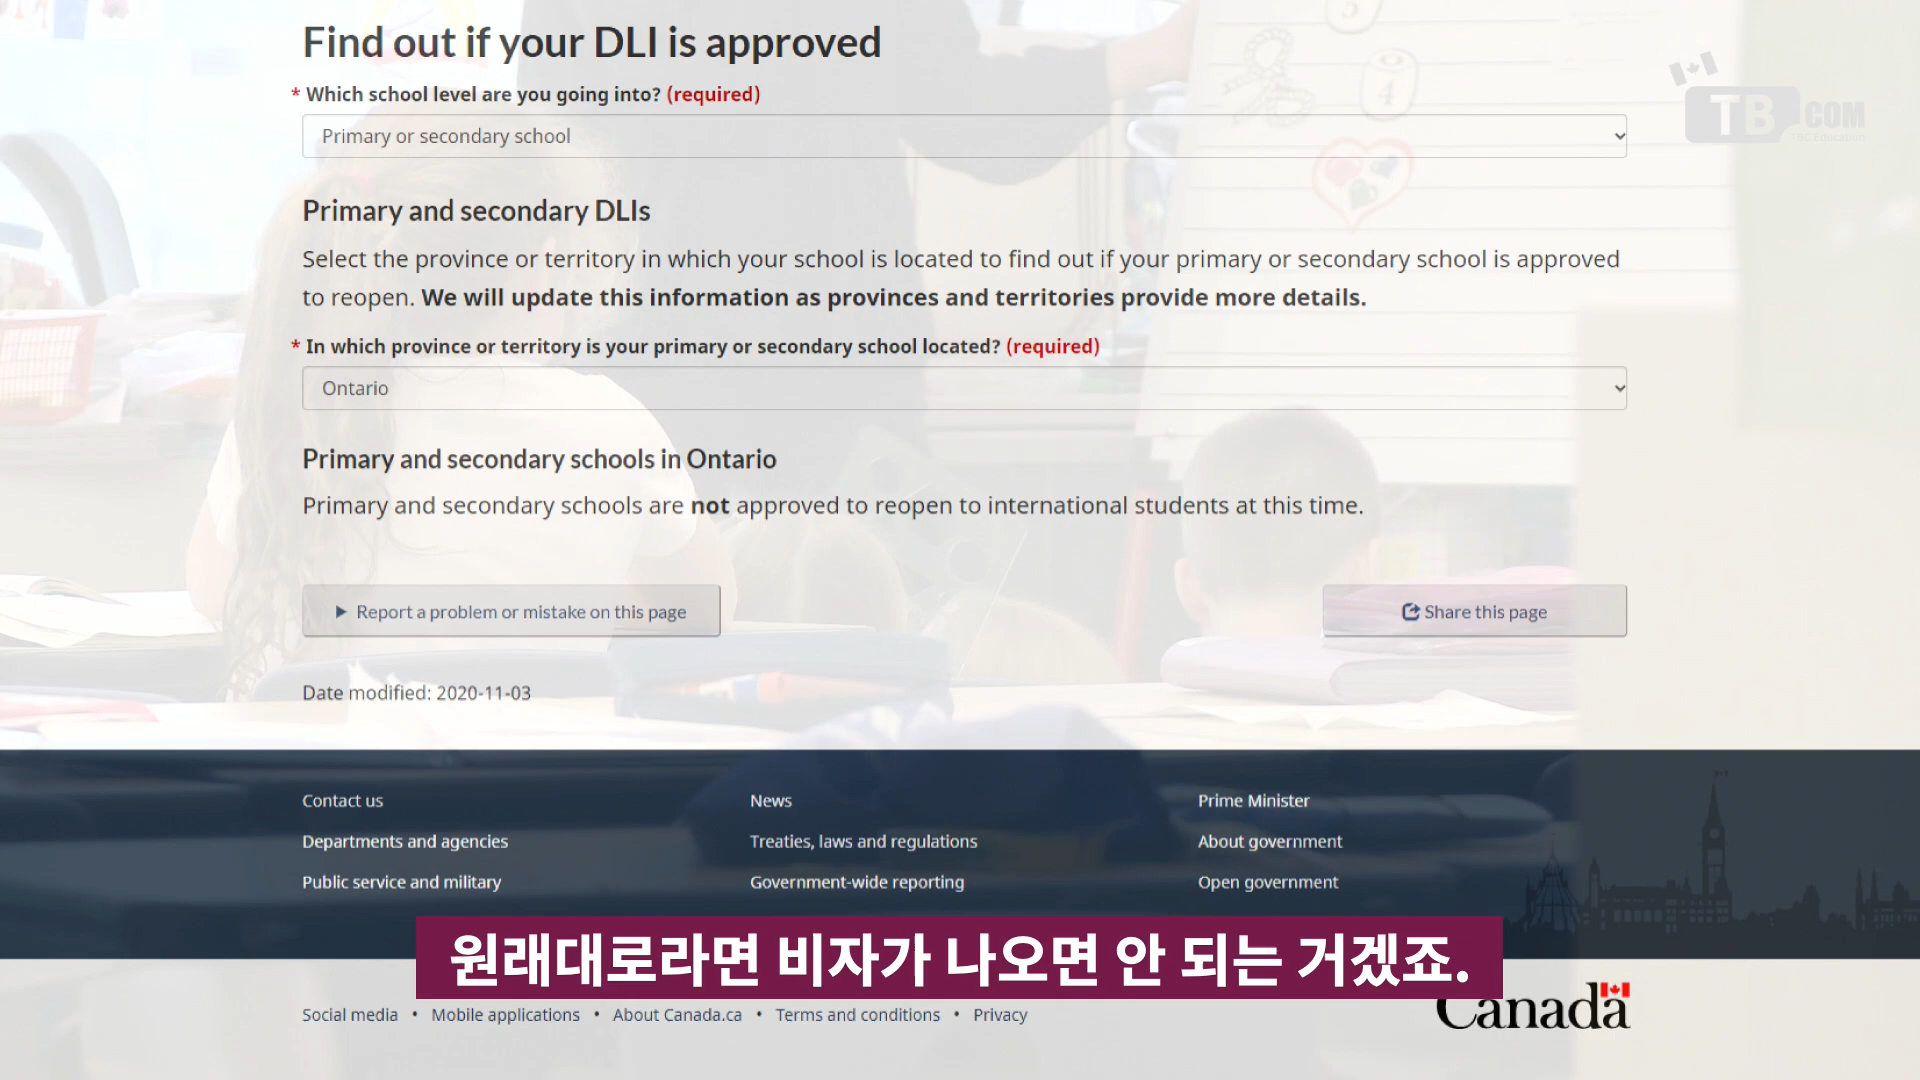 Find out if your DLI is approved
* Which school level are you going into? (required)
Primary or secondary school
Primary and secondary DLIs
Select the province or territory in which your school is located to find out if your primary or secondary school is approved
to reopen. We will update this information as provinces and territories provide more details.
* In which province or territory is your primary or secondary school located? (required)
Ontario
Primary and secondary schools in Ontario
Primary and secondary schools are not approved to reopen to international students at this time.
Report a problem or mistake on this page
Share this page
Date modified: 2020-11-03
TB.COM
TBC Education
4
Contact us
News
Prime Minister
Departments and agencies
Treaties, laws and regulations
About government
Public service and military
Government-wide reporting
Open government
원래대로라면 비자가 나오면 안 되는 거겠죠.
Social media • Mobile applications • About Canada.ca • Terms and conditions • Privacy
Canada